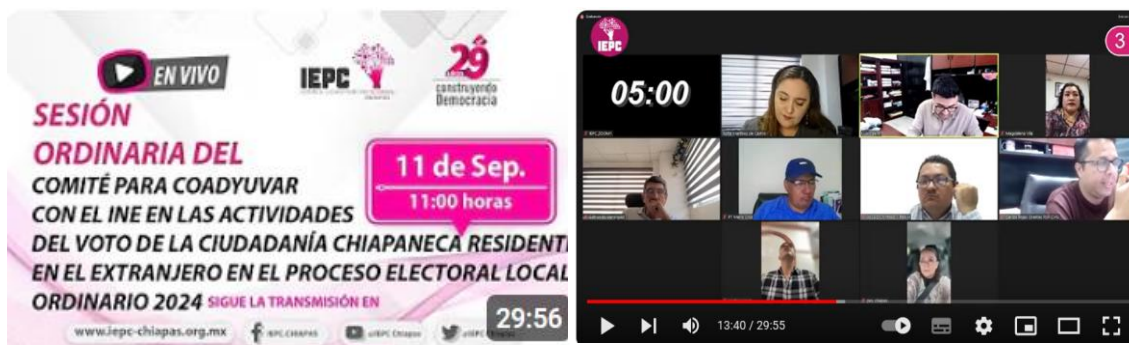 EN VIVO
IEPC
29
AÑOS
construyendo
Democracia
SESIÓN
ORDINARIA DEL
COMITÉ PARA COADYUVAR
CON EL INE EN LAS ACTIVIDADES
DEL VOTO DE LA CIUDADANÍA CHIAPANECA RESIDENT
EN EL EXTRANJERO EN EL PROCESO ELECTORAL LOCAL
ORDINARIO 2024 SIGUE LA TRANSMISIÓN EN
11 de Sep.
11:00 horas
www.iepc-chiapas.org.mx
29:56
IEPC
3
05:00
13:40 / 29:55